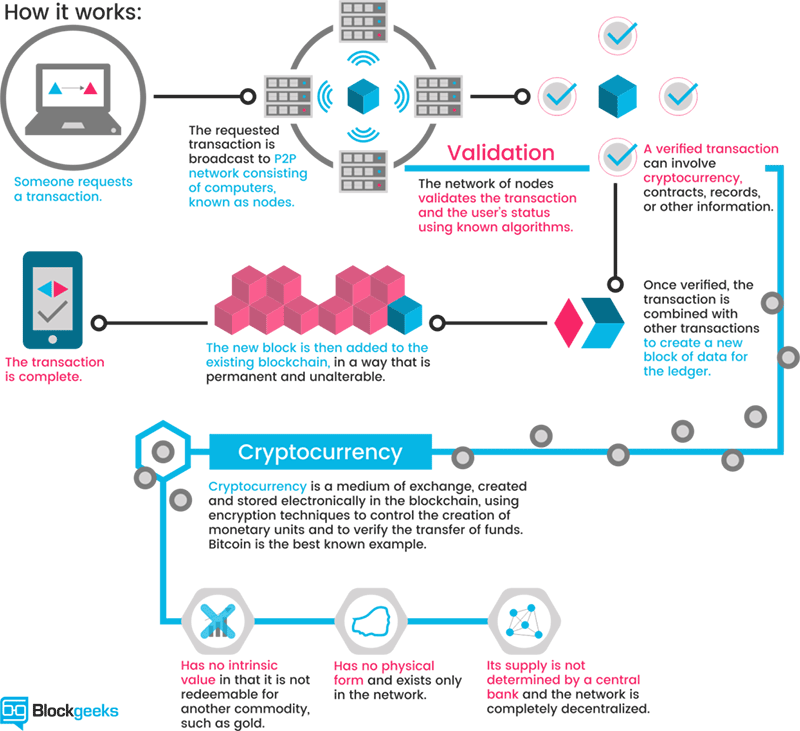 How it works:
Someone requests
a transaction.
The requested
transaction is
broadcast to P2P
network consisting
of computers,
known as nodes.
Validation
The network of nodes
validates the transaction
and the user's status
using known algorithms.
A verified transaction
can involve
cryptocurrency,
contracts, records,
or other information.
Once verified, the
transaction is
combined with
other transactions
to create a new
block of data for
the ledger.
The new block is then added to the
existing blockchain, in a way that is
permanent and unalterable.
The transaction
is complete.
Cryptocurrency
Cryptocurrency is a medium of exchange, created
and stored electronically in the blockchain, using
encryption techniques to control the creation of
monetary units and to verify the transfer of funds.
Bitcoin is the best known example.
Has no intrinsic
value in that it is not
redeemable for
another commodity,
such as gold.
Has no physical
form and exists only
in the network.
Its supply is not
determined by a central
bank and the network is
completely decentralized.
Blockgeeks